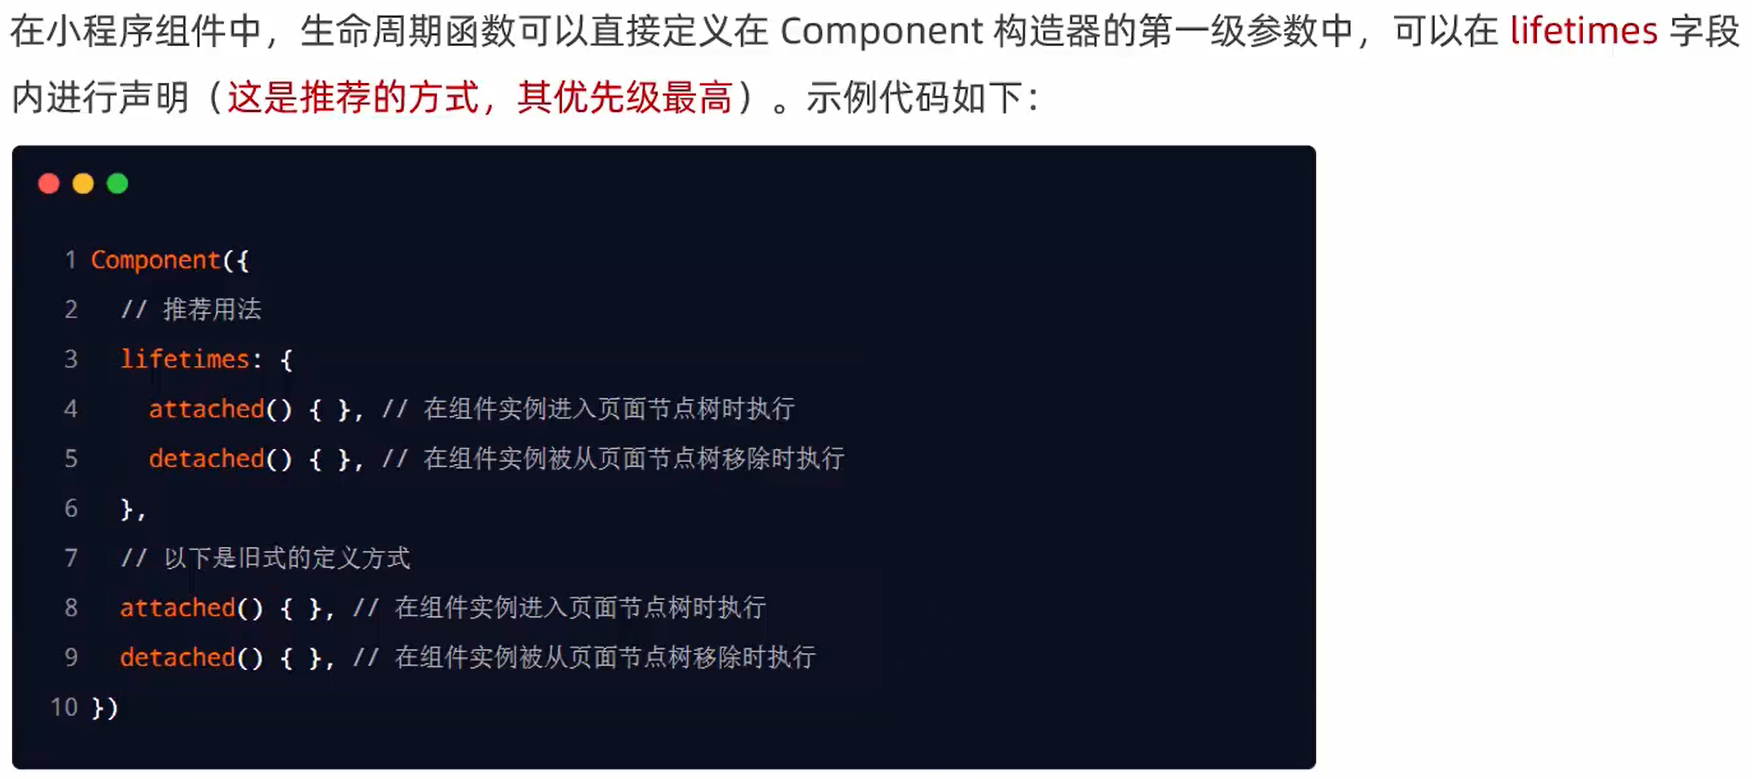 在小程序组件中，生命周期函数可以直接定义在 Component 构造器的第一级参数中，可以在 lifetimes 字段
内进行声明（这是推荐的方式，其优先级最高）。示例代码如下：
1 Component({
2 // 推荐用法
3 lifetimes: {
4 attached() { }, // 在组件实例进入页面节点树时执行
5 detached() { }, // 在组件实例被从页面节点树移除时执行
6 },
7 // 以下是旧式的定义方式
8 attached() { }, // 在组件实例进入页面节点树时执行
9 detached() { }, // 在组件实例被从页面节点树移除时执行
10 })